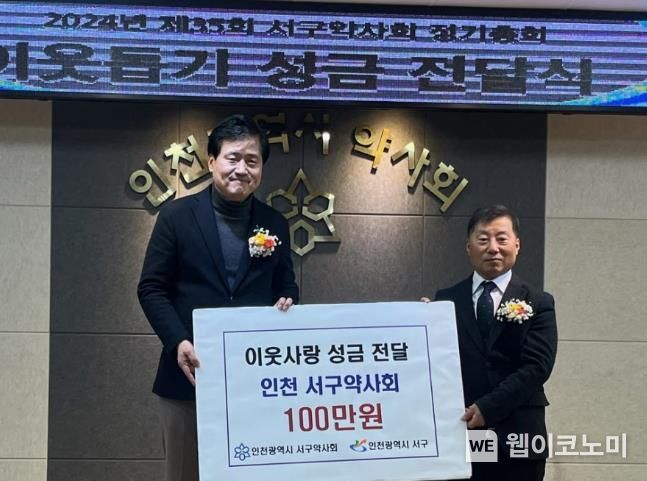 2024년 제35회 서구약사회 정기총회
이웃돕기 성금 전달식
인천광역시 약사회
이웃사랑 성금 전달
인천 서구약사회
100만원
인천광역시 서구약사회 인천광역시 서구
WE 웹이코노미